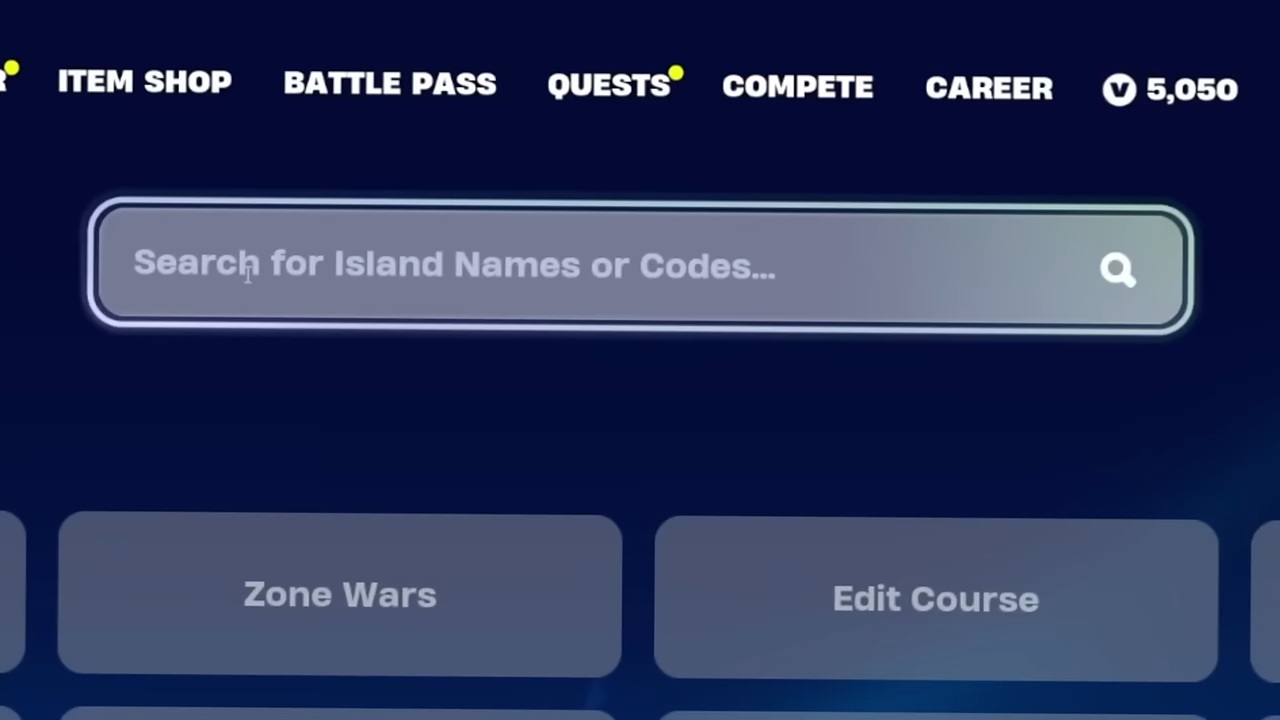 R ITEM SHOP BATTLE PASS QUESTS COMPETE CAREER V 5,050
Search for Island Names or Codes...
Zone Wars Edit Course